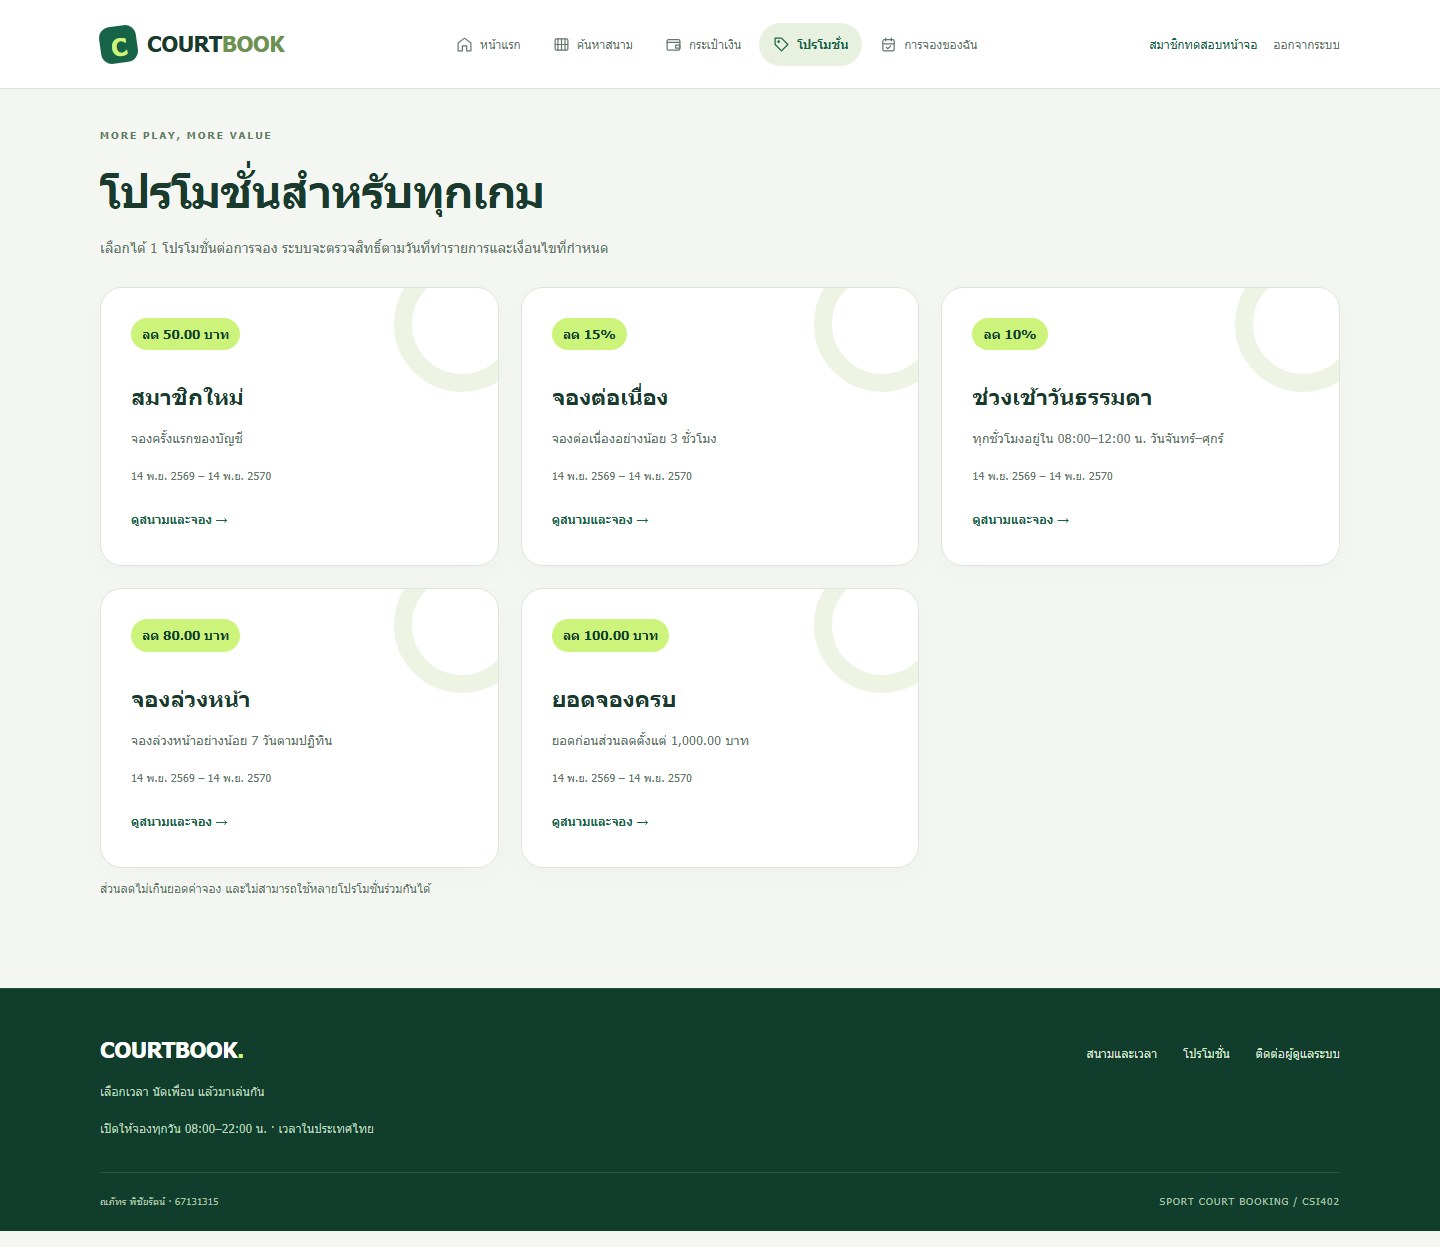 C COURTBOOK
หน้าแรก
ค้นหาสนาม
กระเป๋าเงิน
โปรโมชั่น
การจองของฉัน
สมาชิกทดสอบหน้าจอ
ออกจากระบบ
MORE PLAY, MORE VALUE
โปรโมชั่นสำหรับทุกเกม
เลือกได้ 1 โปรโมชั่นต่อการจอง ระบบจะตรวจสิทธิ์ตามวันที่ทำรายการและเงื่อนไขที่กำหนด
ลด 50.00 บาท
สมาชิกใหม่
จองครั้งแรกของบัญชี
14 พ.ย. 2569 – 14 พ.ย. 2570
ดูสนามและจอง →
ลด 15%
จองต่อเนื่อง
จองต่อเนื่องอย่างน้อย 3 ชั่วโมง
14 พ.ย. 2569 – 14 พ.ย. 2570
ดูสนามและจอง →
ลด 10%
ช่วงเช้าวันธรรมดา
ทุกชั่วโมงอยู่ใน 08:00–12:00 น. วันจันทร์–ศุกร์
14 พ.ย. 2569 – 14 พ.ย. 2570
ดูสนามและจอง →
ลด 80.00 บาท
จองล่วงหน้า
จองล่วงหน้าอย่างน้อย 7 วันตามปฏิทิน
14 พ.ย. 2569 – 14 พ.ย. 2570
ดูสนามและจอง →
ลด 100.00 บาท
ยอดจองครบ
ยอดก่อนส่วนลดตั้งแต่ 1,000.00 บาท
14 พ.ย. 2569 – 14 พ.ย. 2570
ดูสนามและจอง →
ส่วนลดไม่เกินยอดค่าจอง และไม่สามารถใช้หลายโปรโมชั่นร่วมกันได้
COURTBOOK.
สนามและเวลา
โปรโมชั่น
ติดต่อผู้ดูแลระบบ
เลือกเวลา นัดเพื่อน แล้วมาเล่นกัน
เปิดให้จองทุกวัน 08:00–22:00 น. · เวลาในประเทศไทย
ณภัทร พิชัยรัตน์ · 67131315
SPORT COURT BOOKING / CSI402